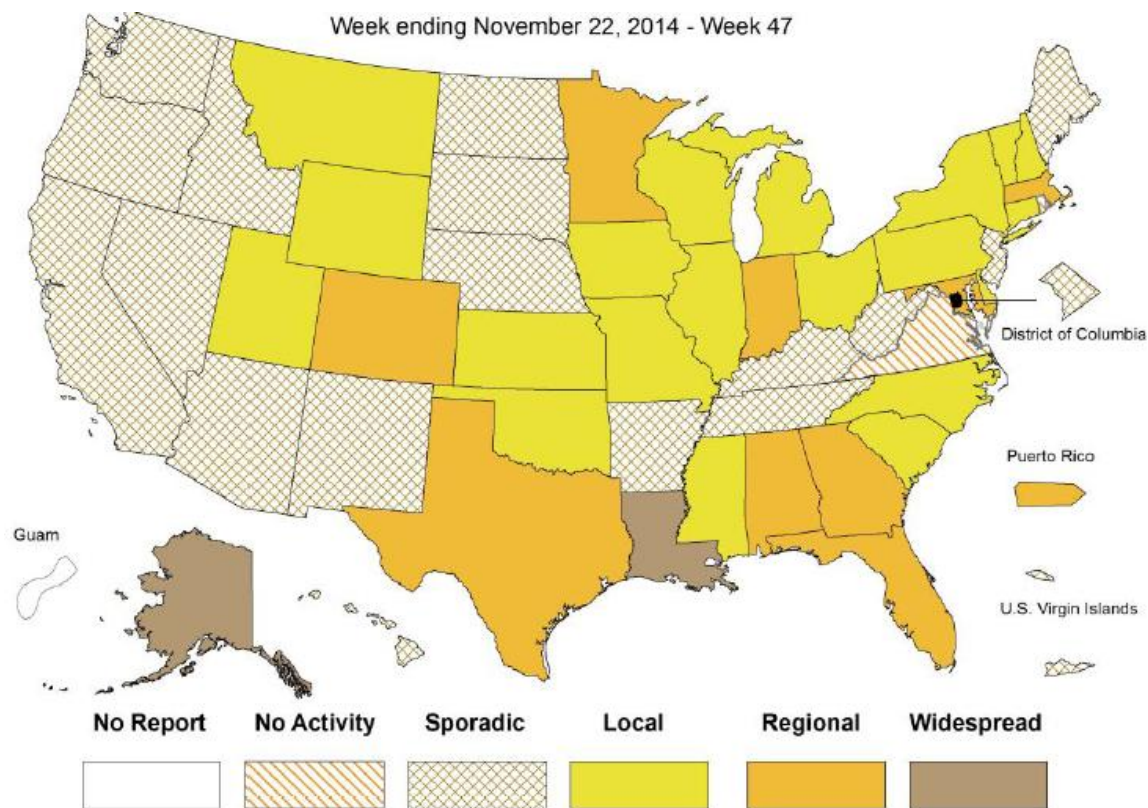 Week ending November 22, 2014 - Week 47
District of Columbia
Puerto Rico
Guam
U.S. Virgin Islands
No Report No Activity Sporadic Local Regional Widespread